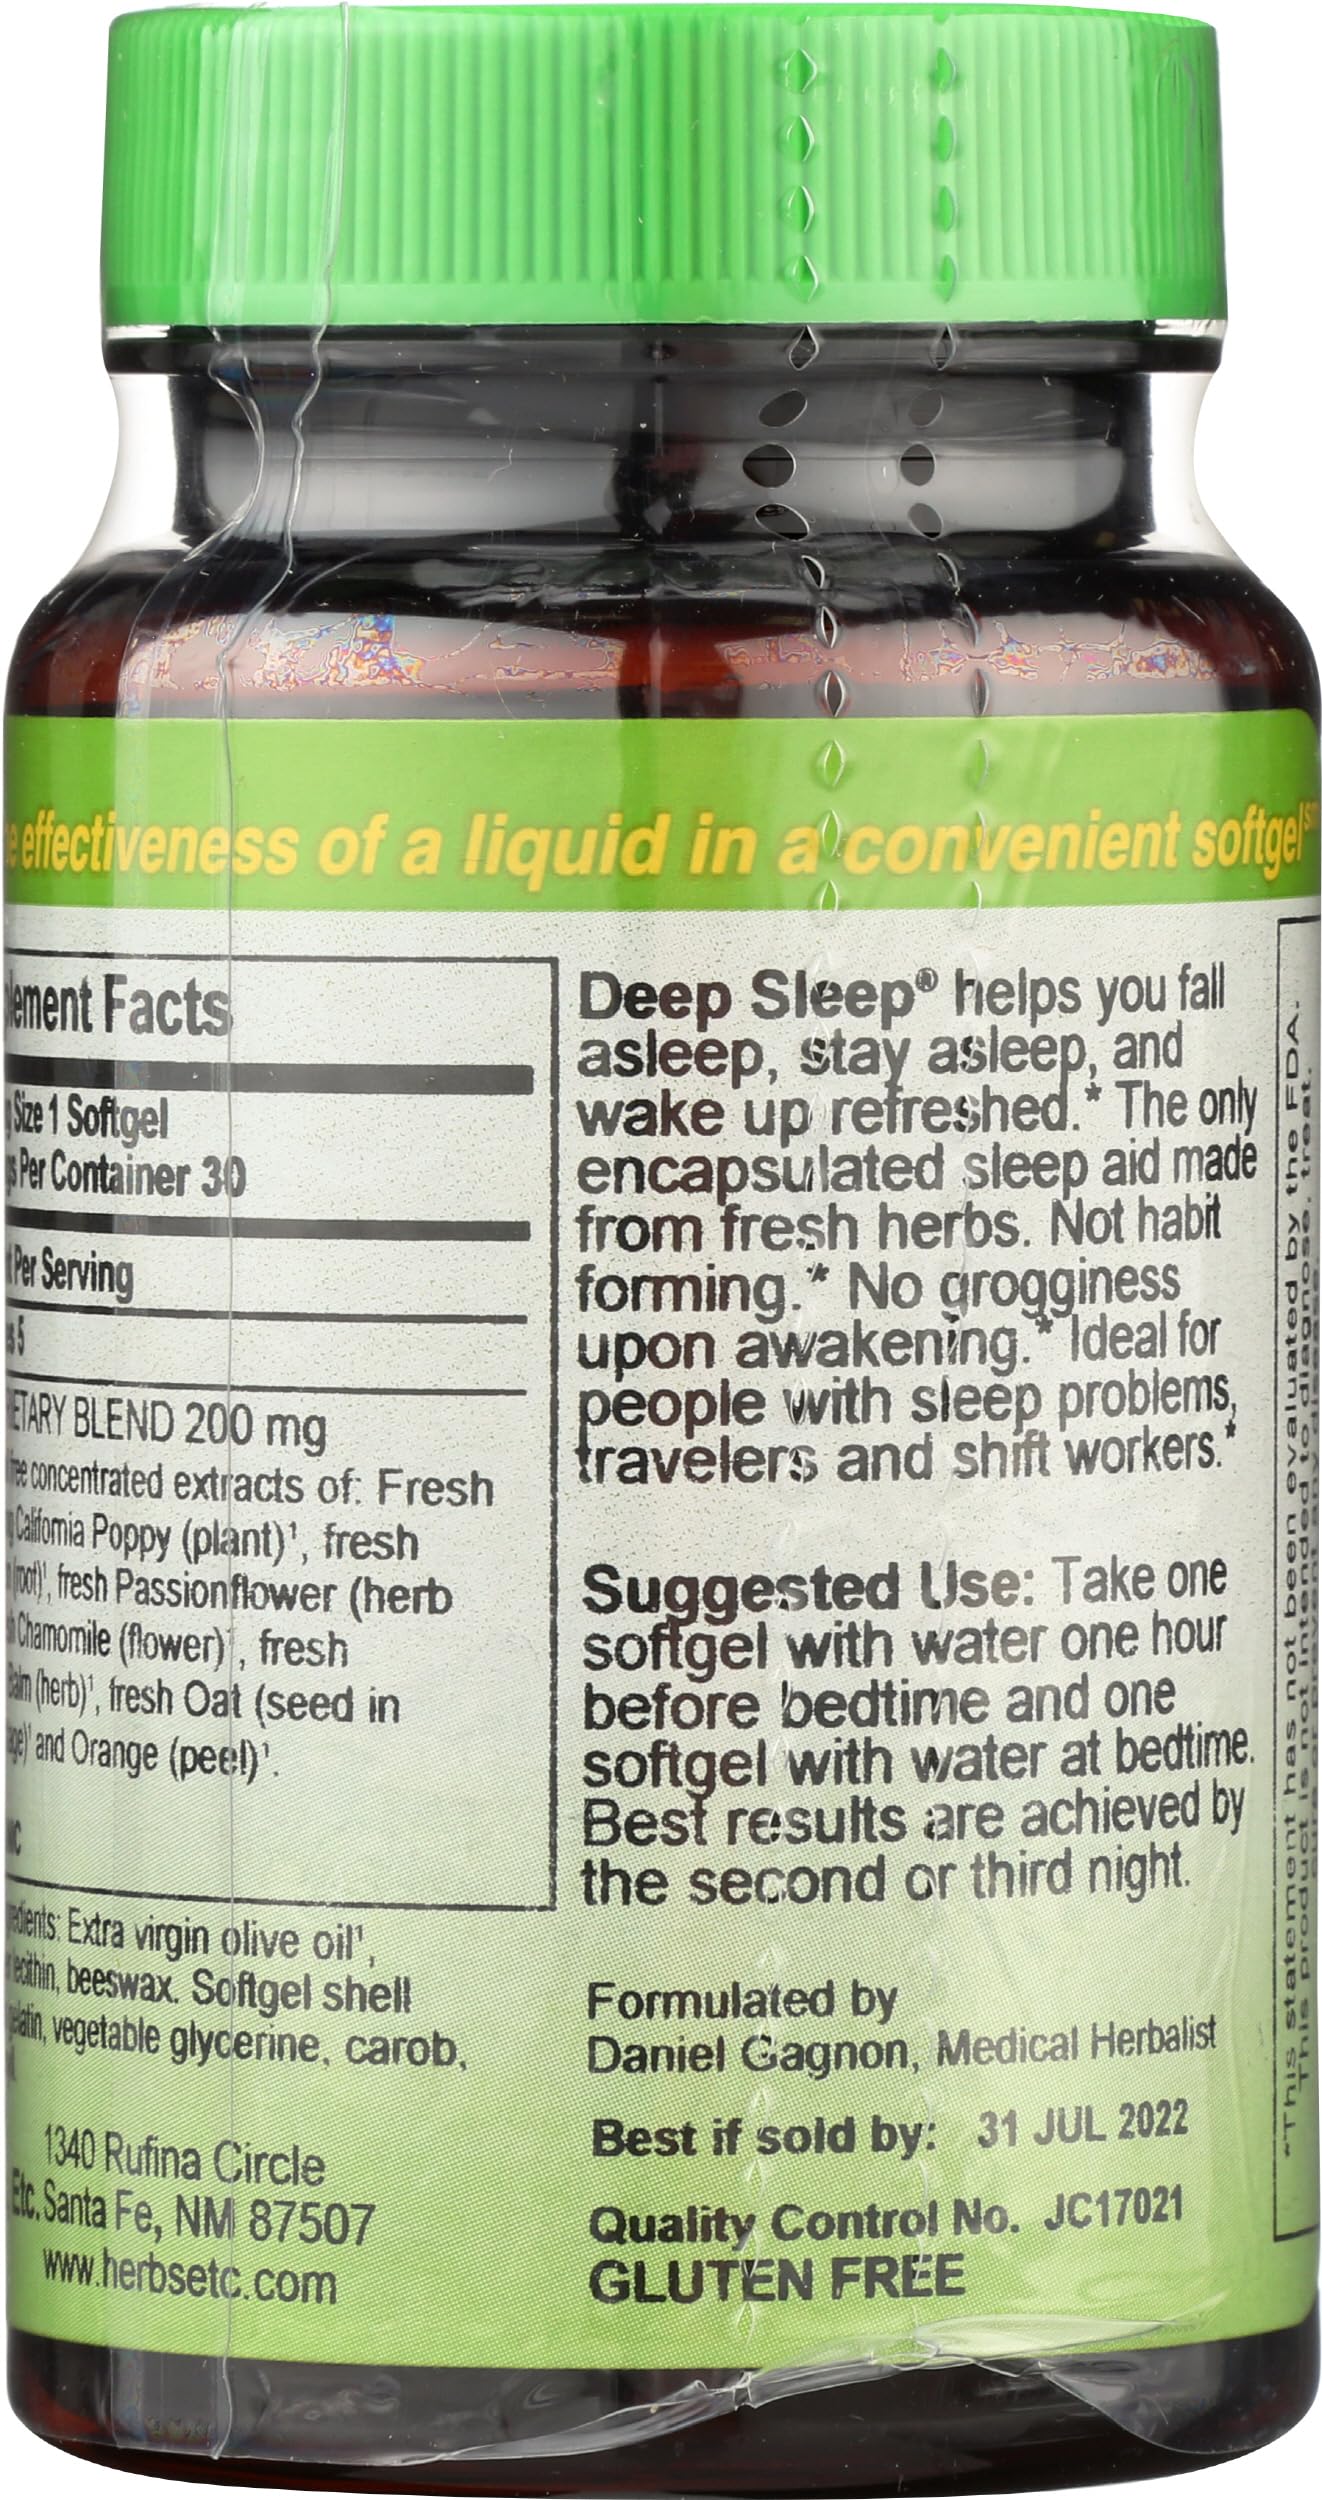 effectiveness of a liquid in a convenient softgel
Facts
Size 1 Softgel
Per Container 30
Per Serving
5
BLEND 200 mg
concentrated extracts of: Fresh
California Poppy (plant)¹, fresh
(root)¹, fresh Passionflower (herb
Chamomile (flower)¹, fresh
Balm (herb)¹, fresh Oat (seed in
and Orange (peel)¹.
Extra virgin olive oil¹,
lecithin, beeswax. Softgel shell
vegetable glycerine, carob,
1340 Rufina Circle
Etc. Santa Fe, NM 87507
www.herbsetc.com
Deep Sleep® helps you fall
asleep, stay asleep, and
wake up refreshed.* The only
encapsulated sleep aid made
from fresh herbs. Not habit
forming.* No grogginess
upon awakening.* Ideal for
people with sleep problems,
travelers and shift workers.*
Suggested Use: Take one
softgel with water one hour
before bedtime and one
softgel with water at bedtime.
Best results are achieved by
the second or third night.
Formulated by
Daniel Gagnon, Medical Herbalist
Best if sold by: 31 JUL 2022
Quality Control No. JC17021
GLUTEN FREE
*This statement has not been evaluated by the FDA.
This product is not intended to diagnose, treat,